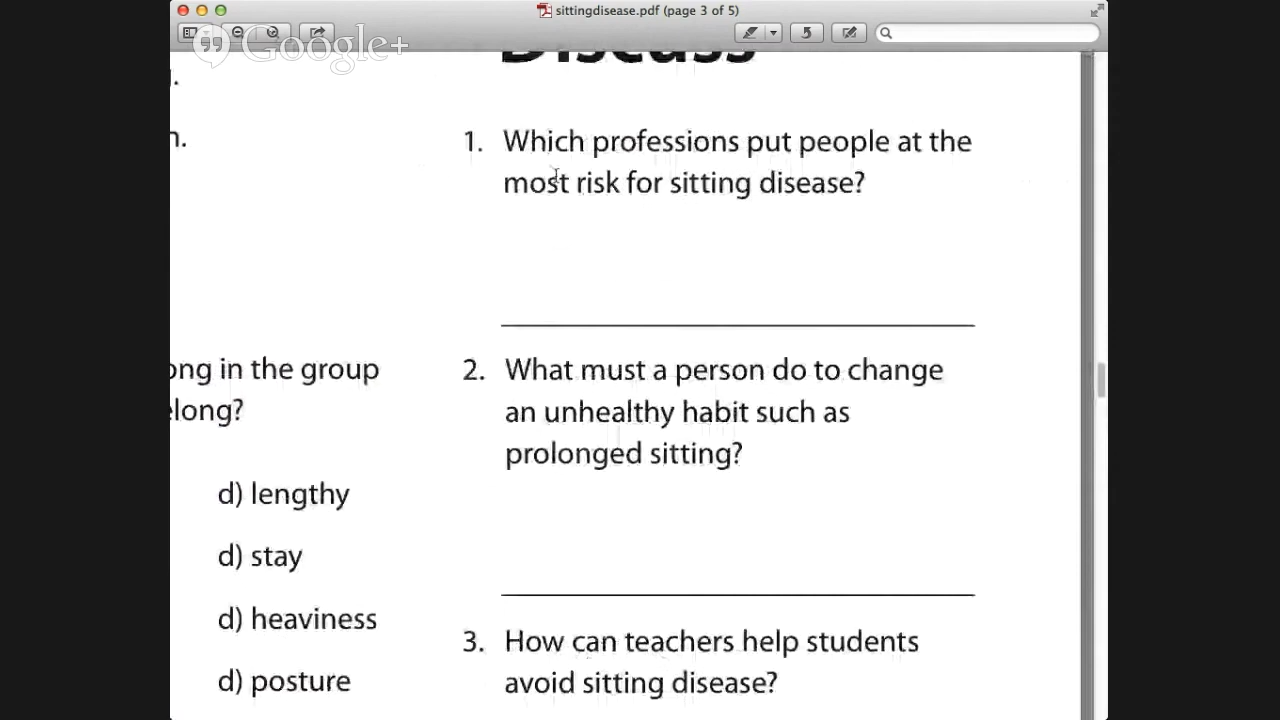 sittingdisease.pdf (page 3 of 5)
Google+
Discuss
n.
1. Which professions put people at the
most risk for sitting disease?
ong in the group
elong?
d) lengthy
d) stay
d) heaviness
d) posture
2. What must a person do to change
an unhealthy habit such as
prolonged sitting?
3. How can teachers help students
avoid sitting disease?